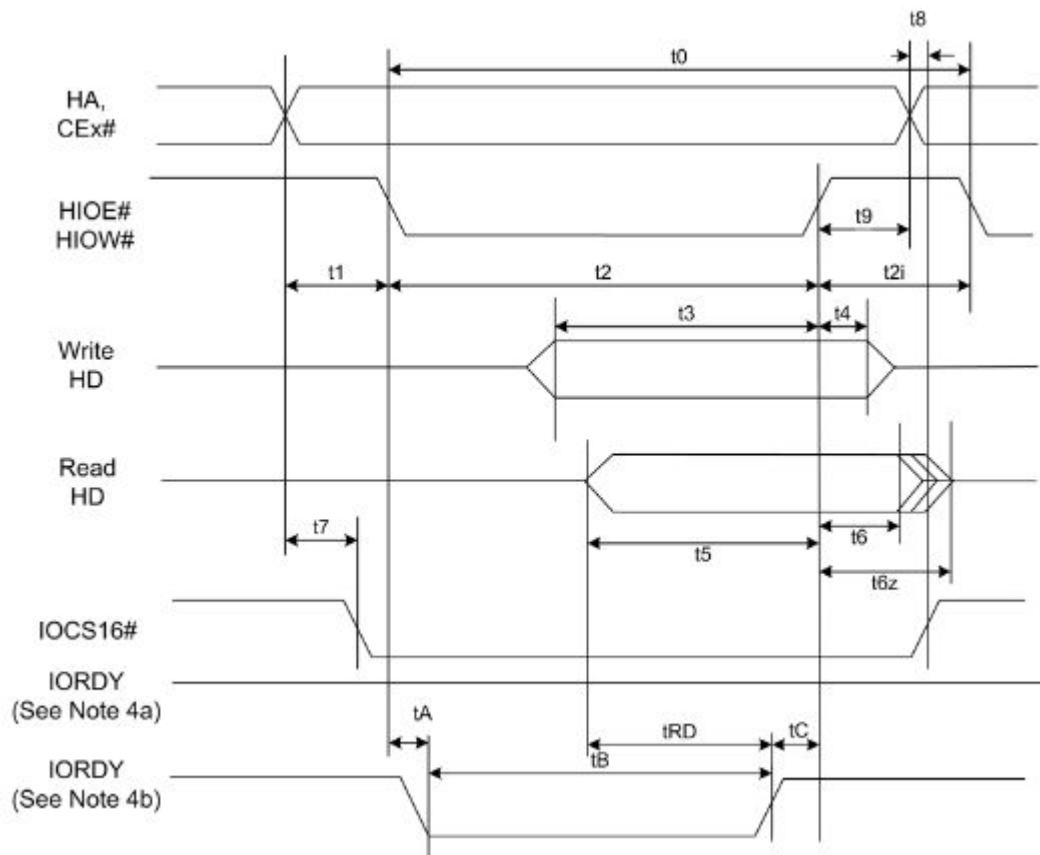 t8
t0
HA,
CEx#
HIOE#
HIOW#
t9
t1
t2
t2i
t3
t4
Write
HD
Read
HD
t7
t5
t6
t6z
IOCS16#
IORDY
(See Note 4a)
tA
tRD
tC
tB
IORDY
(See Note 4b)